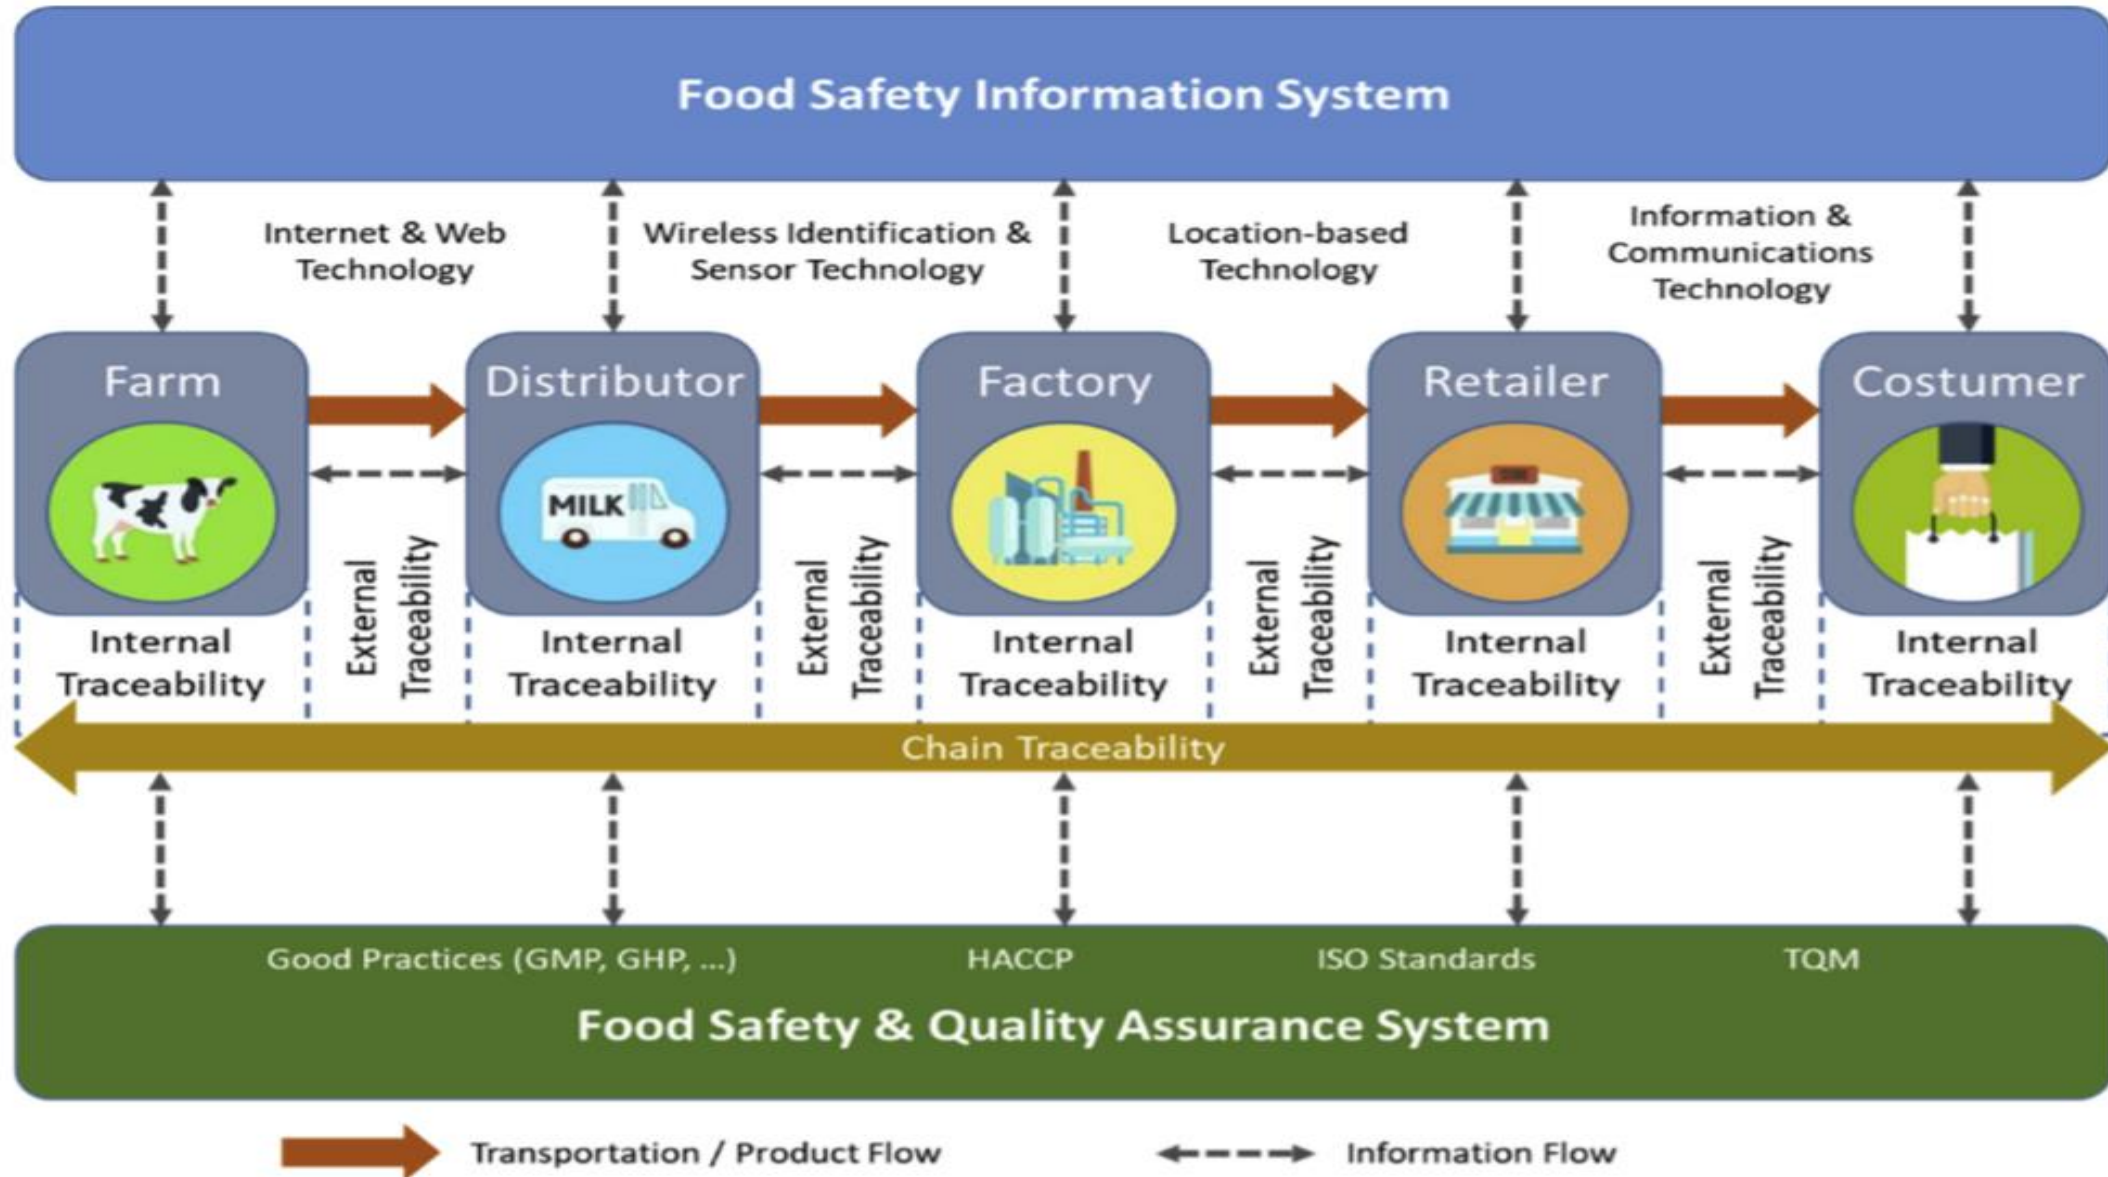 Food Safety Information System
Internet & Web
Technology
Wireless Identification &
Sensor Technology
Location-based
Technology
Information &
Communications
Technology
Farm
Distributor
Factory
Retailer
Costumer
MILK
Internal
Traceability
External
Traceability
Internal
Traceability
External
Traceability
Internal
Traceability
External
Traceability
Internal
Traceability
External
Traceability
Internal
Traceability
Chain Traceability
Good Practices (GMP, GHP, ...)
HACCP
ISO Standards
TQM
Food Safety & Quality Assurance System
Transportation / Product Flow
Information Flow